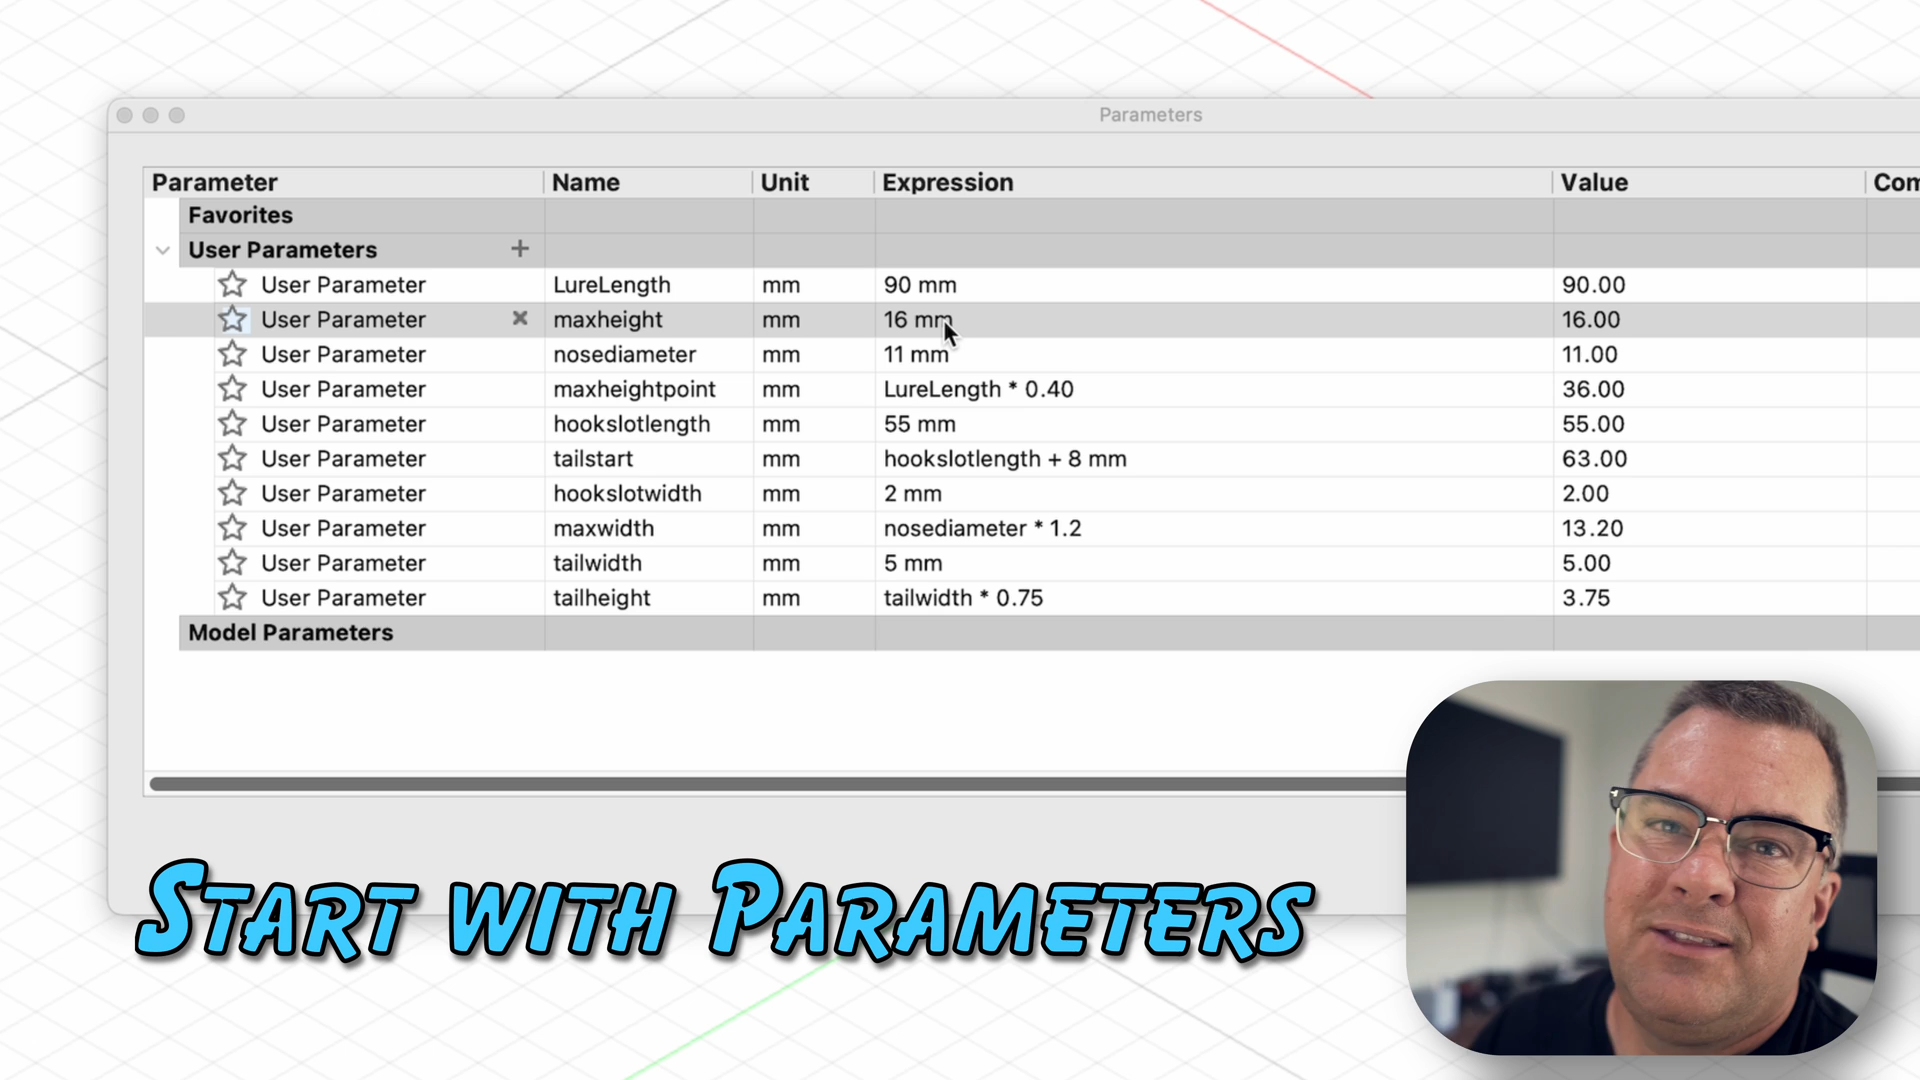 Parameters
Parameter Name Unit Expression Value Com
Favorites
User Parameters +
User Parameter LureLength mm 90 mm 90.00
User Parameter maxheight mm 16 mm 16.00
User Parameter nosediameter mm 11 mm 11.00
User Parameter maxheightpoint mm LureLength * 0.40 36.00
User Parameter hookslotlength mm 55 mm 55.00
User Parameter tailstart mm hookslotlength + 8 mm 63.00
User Parameter hookslotwidth mm 2 mm 2.00
User Parameter maxwidth mm nosediameter * 1.2 13.20
User Parameter tailwidth mm 5 mm 5.00
User Parameter tailheight mm tailwidth * 0.75 3.75
Model Parameters
Start with Parameters